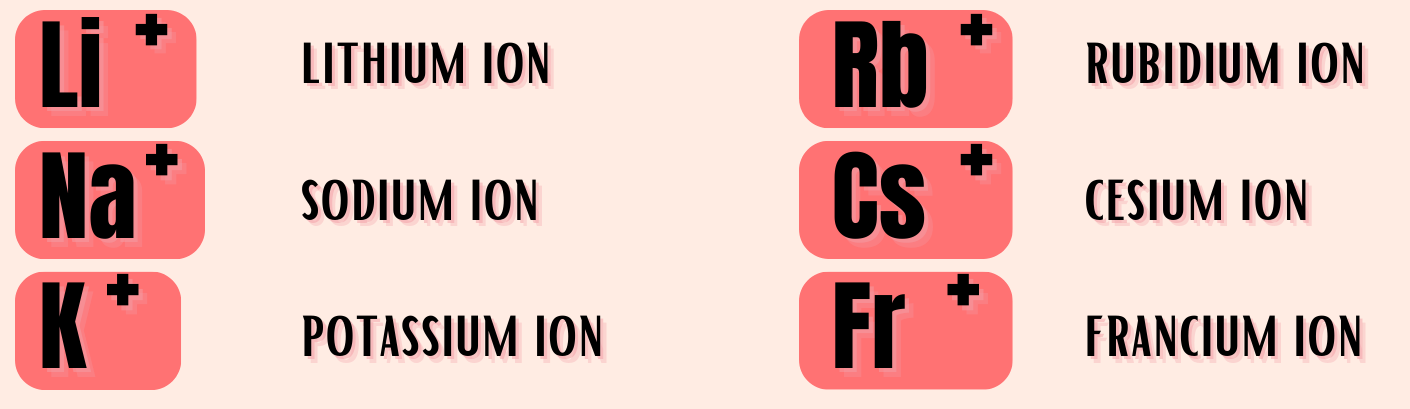 Li⁺ LITHIUM ION
Na⁺ SODIUM ION
K⁺ POTASSIUM ION
Rb⁺ RUBIDIUM ION
Cs⁺ CESIUM ION
Fr⁺ FRANCIUM ION